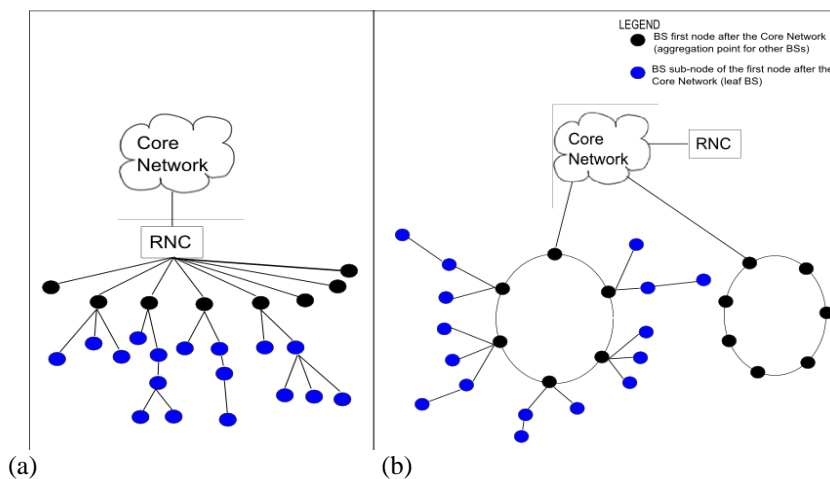 LEGEND
BS first node after the Core Network
(aggregation point for other BSs)
BS sub-node of the first node after the
Core Network (leaf BS)
Core
Network
RNC
Core
Network
RNC
(a)
(b)